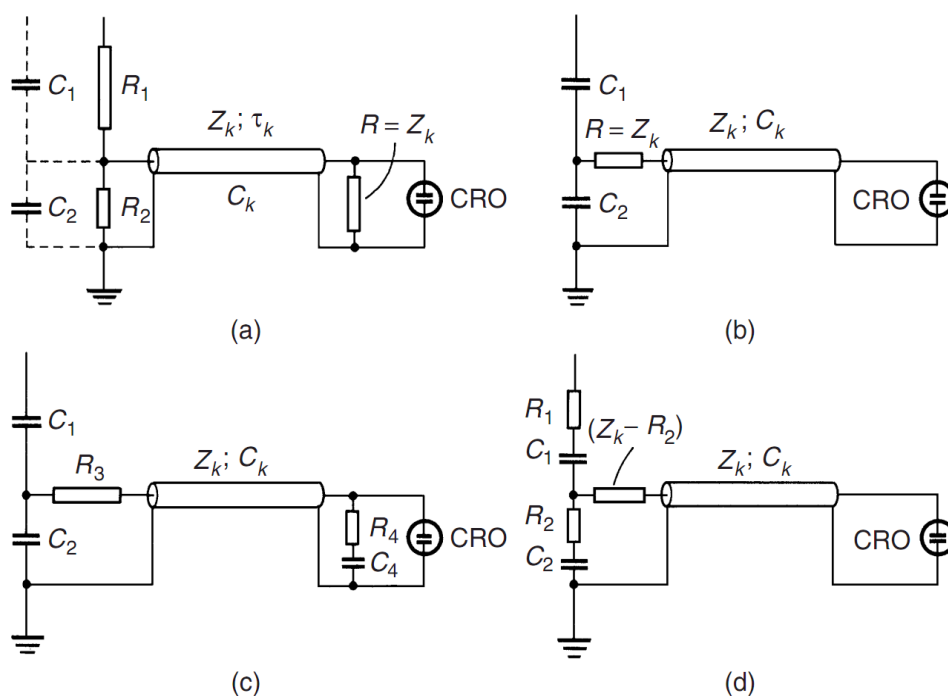 C1
R1
Zk; τk
R = Zk
C2
R2
Ck
CRO
(a)
C1
R = Zk
Zk; Ck
C2
CRO
(b)
C1
R3
Zk; Ck
C2
R4
C4
CRO
(c)
R1
(Zk − R2)
C1
Zk; Ck
R2
C2
CRO
(d)